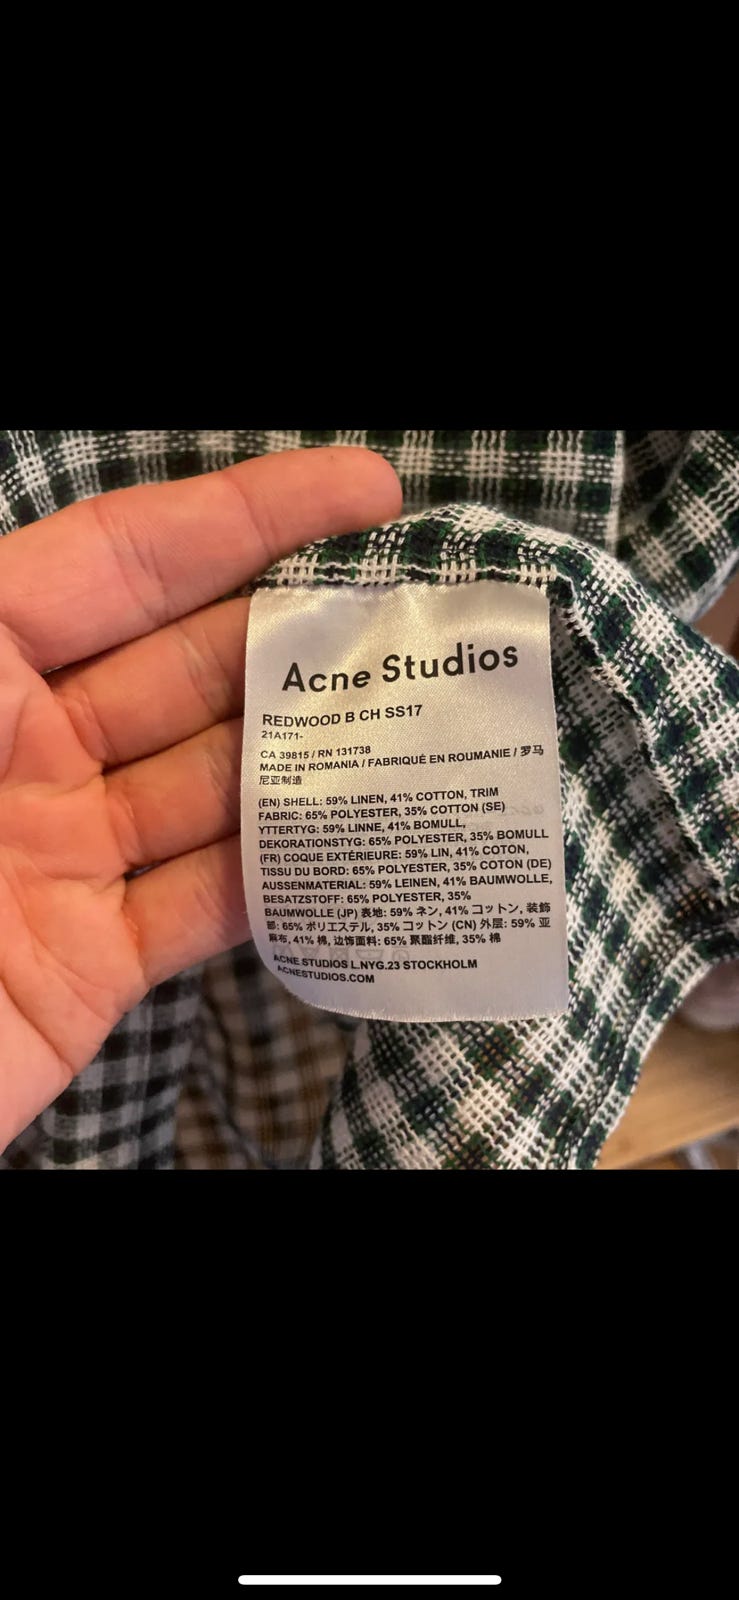 Acne Studios
REDWOOD B CH SS17
21A171-
CA 39815 / RN 131738
MADE IN ROMANIA / FABRIQUÉ EN ROUMANIE / 罗马
尼亚制造
(EN) SHELL: 59% LINEN, 41% COTTON, TRIM
FABRIC: 65% POLYESTER, 35% COTTON (SE)
YTTERTYG: 59% LINNE, 41% BOMULL,
DEKORATIONSTYG: 65% POLYESTER, 35% BOMULL
(FR) COQUE EXTÉRIEURE: 59% LIN, 41% COTON,
TISSU DU BORD: 65% POLYESTER, 35% COTON (DE)
AUSSENMATERIAL: 59% LEINEN, 41% BAUMWOLLE,
BESATZSTOFF: 65% POLYESTER, 35%
BAUMWOLLE (JP) 表地: 59% ネン, 41% コットン, 装飾
部: 65% ポリエステル, 35% コットン (CN) 外层: 59% 亚
麻布, 41% 棉, 边饰面料: 65% 聚酯纤维, 35% 棉
ACNE STUDIOS L.NYG.23 STOCKHOLM
ACNESTUDIOS.COM